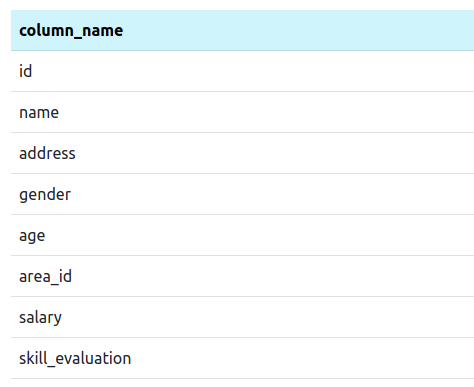 column_name
id
name
address
gender
age
area_id
salary
skill_evaluation